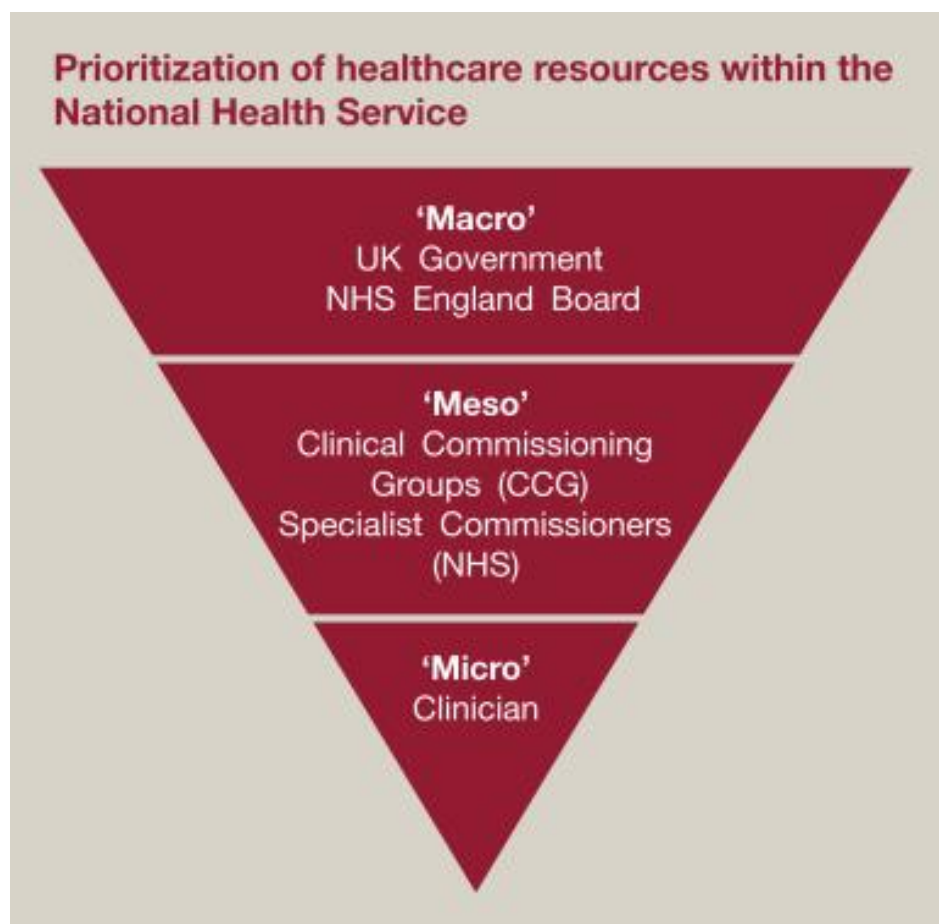 Prioritization of healthcare resources within the
National Health Service
‘Macro’
UK Government
NHS England Board
‘Meso’
Clinical Commissioning
Groups (CCG)
Specialist Commissioners
(NHS)
‘Micro’
Clinician